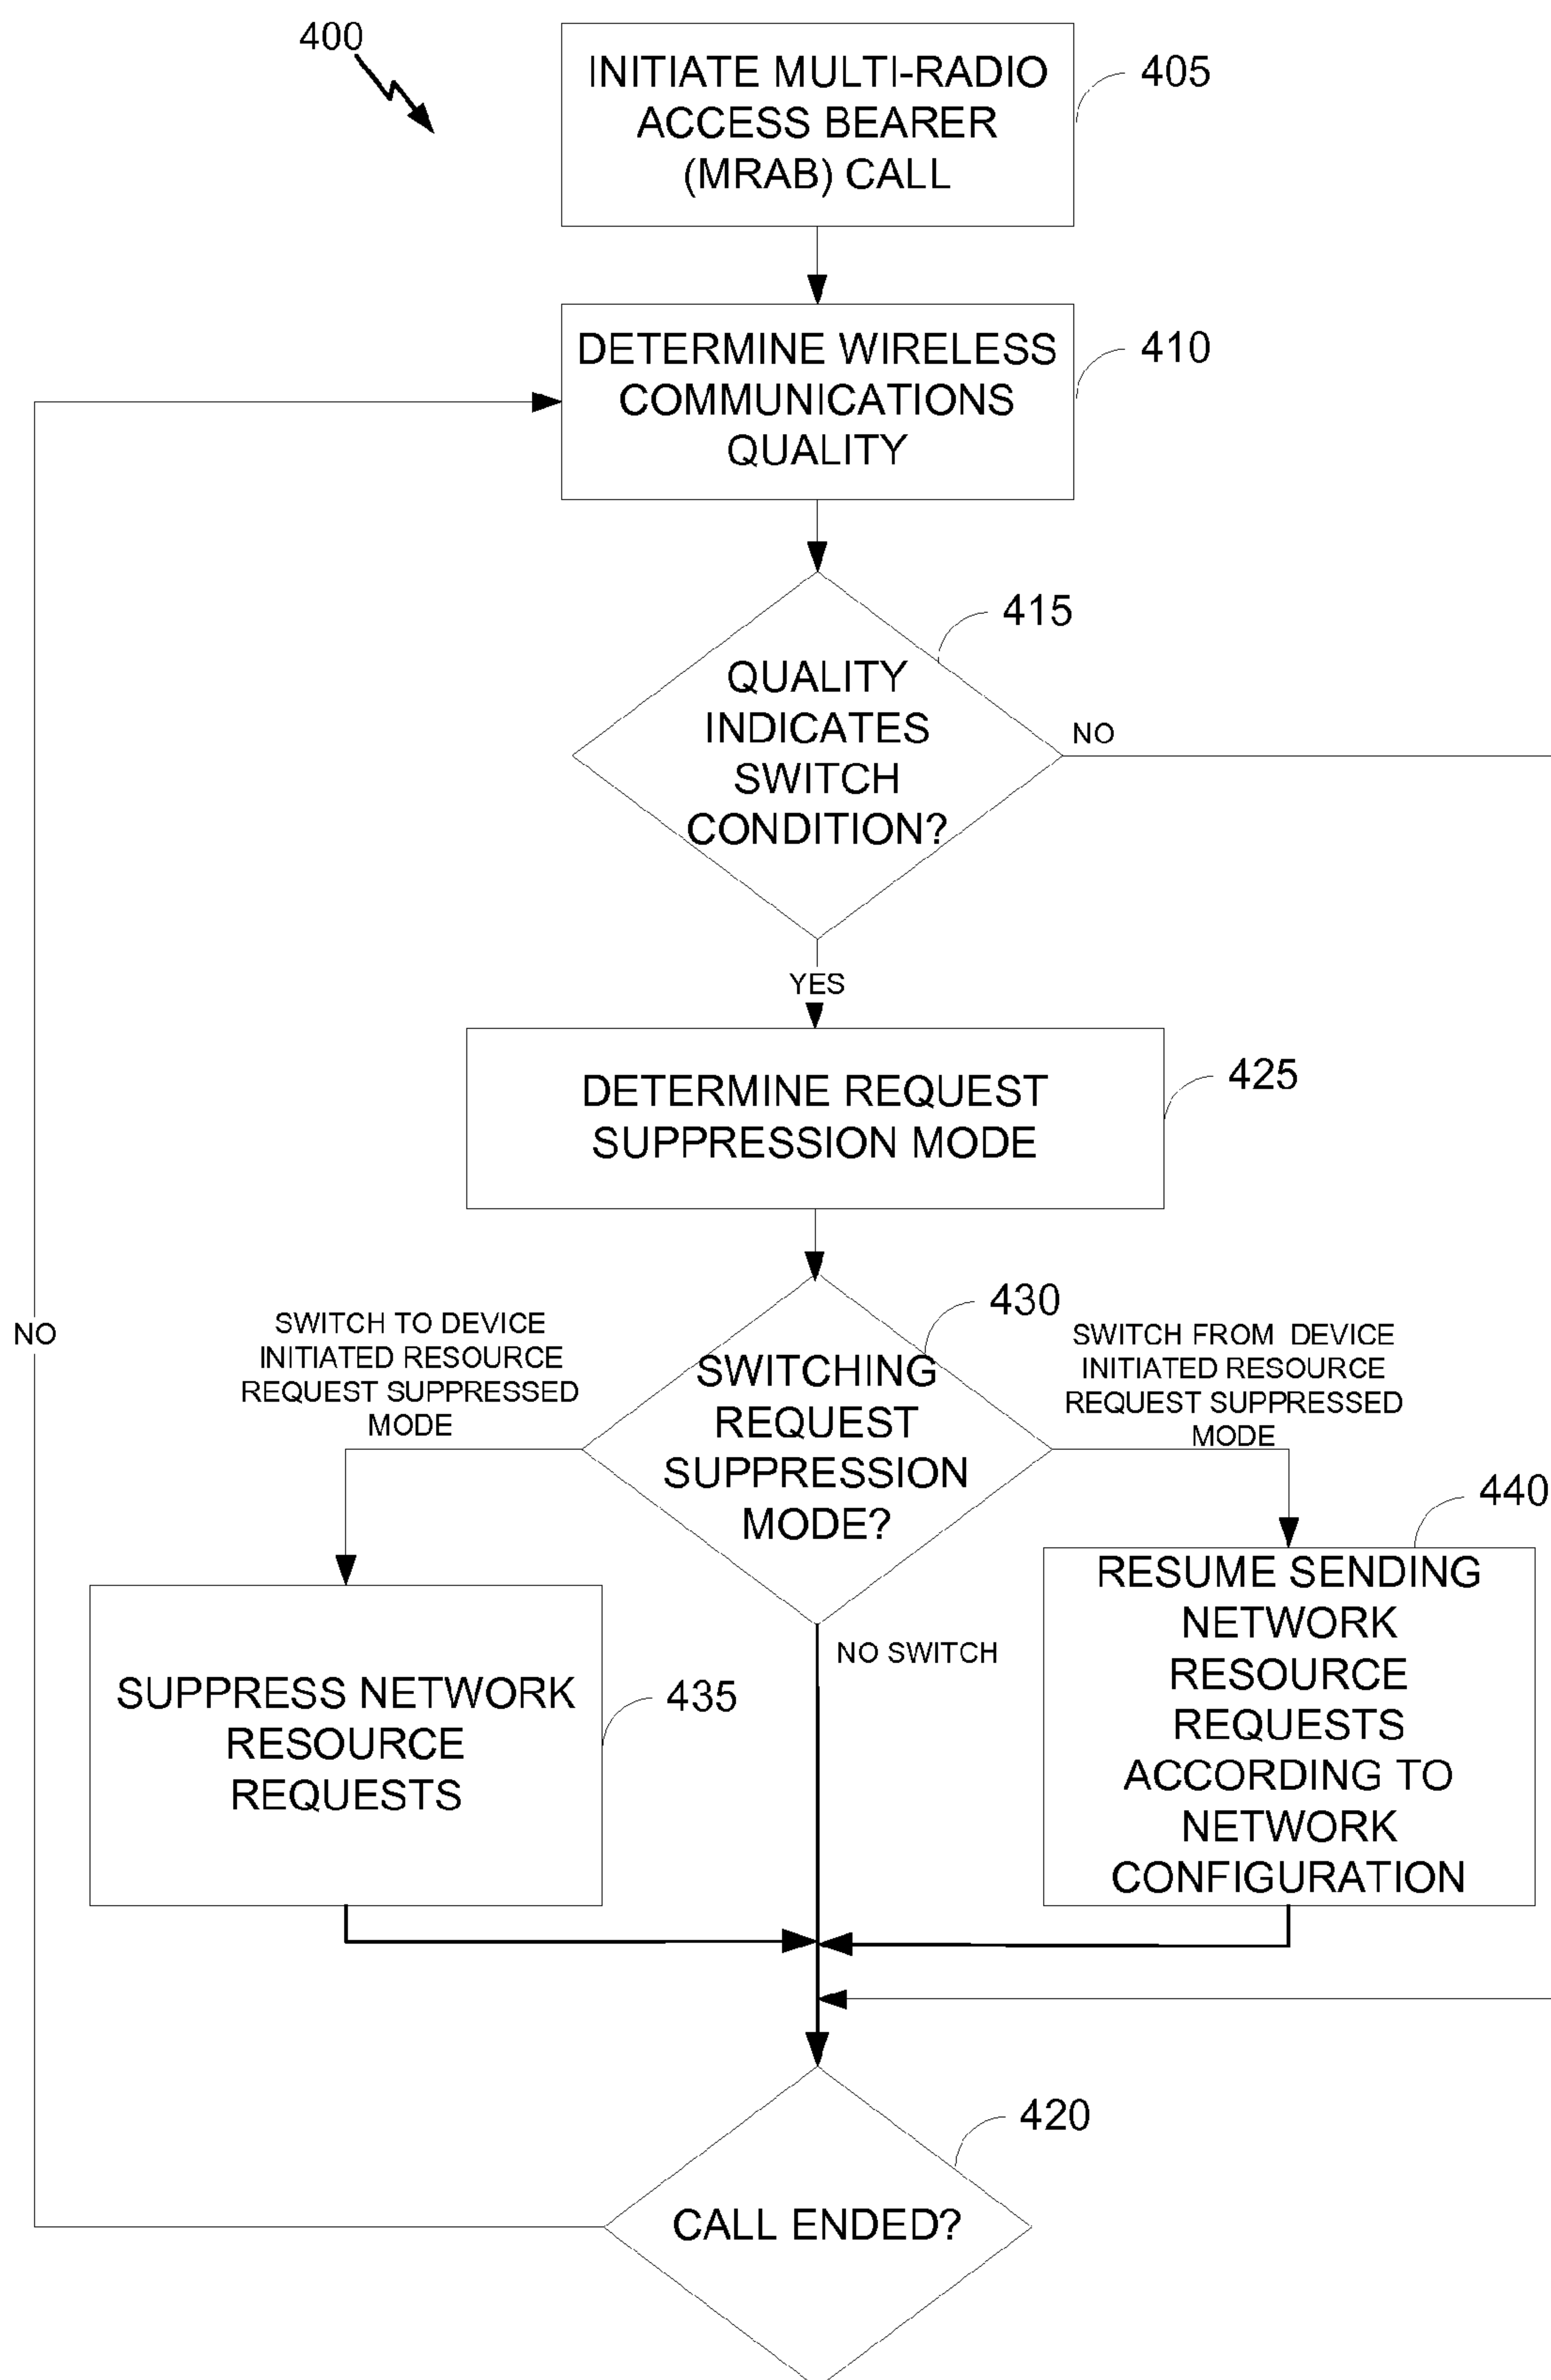 400
INITIATE MULTI-RADIO
ACCESS BEARER
(MRAB) CALL
405
DETERMINE WIRELESS
COMMUNICATIONS
QUALITY
410
415
QUALITY
INDICATES
SWITCH
CONDITION?
NO
YES
DETERMINE REQUEST
SUPPRESSION MODE
425
430
NO
SWITCH TO DEVICE
INITIATED RESOURCE
REQUEST SUPPRESSED
MODE
SWITCHING
REQUEST
SUPPRESSION
MODE?
SWITCH FROM DEVICE
INITIATED RESOURCE
REQUEST SUPPRESSED
MODE
440
NO SWITCH
SUPPRESS NETWORK
RESOURCE
REQUESTS
435
RESUME SENDING
NETWORK
RESOURCE
REQUESTS
ACCORDING TO
NETWORK
CONFIGURATION
420
CALL ENDED?